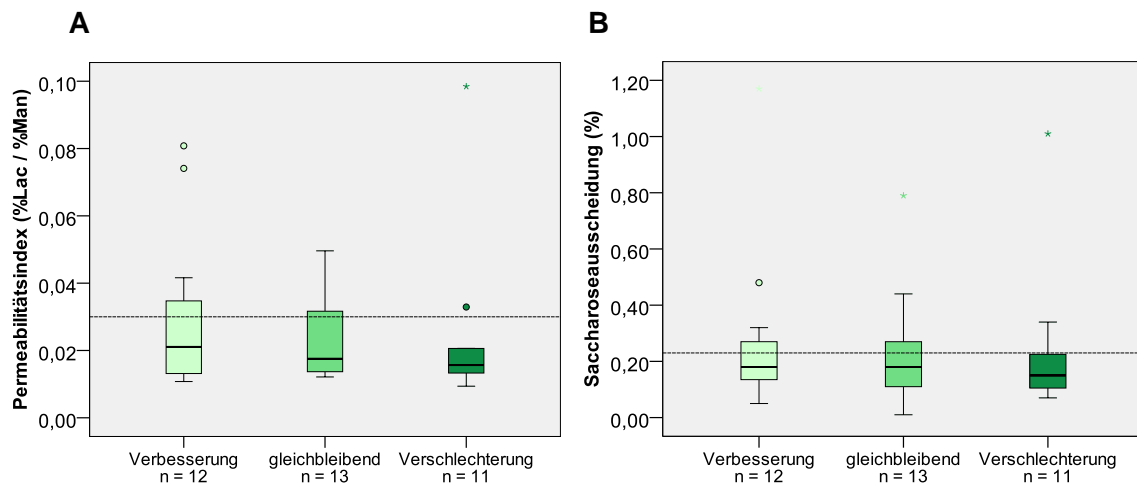 A
Permeabilitätsindex (%Lac / %Man)
0,10
0,08
0,06
0,04
0,02
0,00
Verbesserung
n = 12
gleichbleibend
n = 13
Verschlechterung
n = 11
B
Saccharoseausscheidung (%)
1,20
1,00
0,80
0,60
0,40
0,20
0,00
Verbesserung
n = 12
gleichbleibend
n = 13
Verschlechterung
n = 11